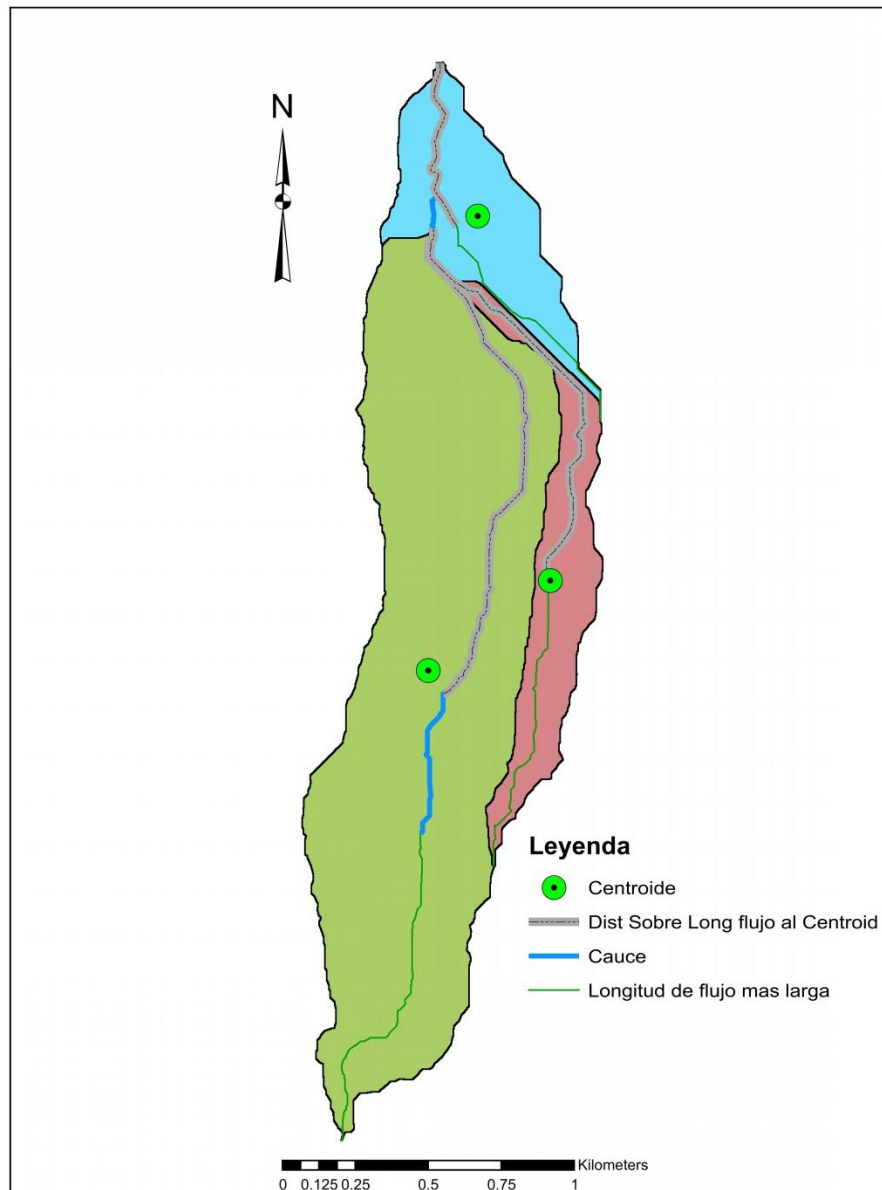 N
Leyenda
Centroide
Dist Sobre Long flujo al Centroid
Cauce
Longitud de flujo mas larga
Kilometers
0 0.125 0.25 0.5 0.75 1